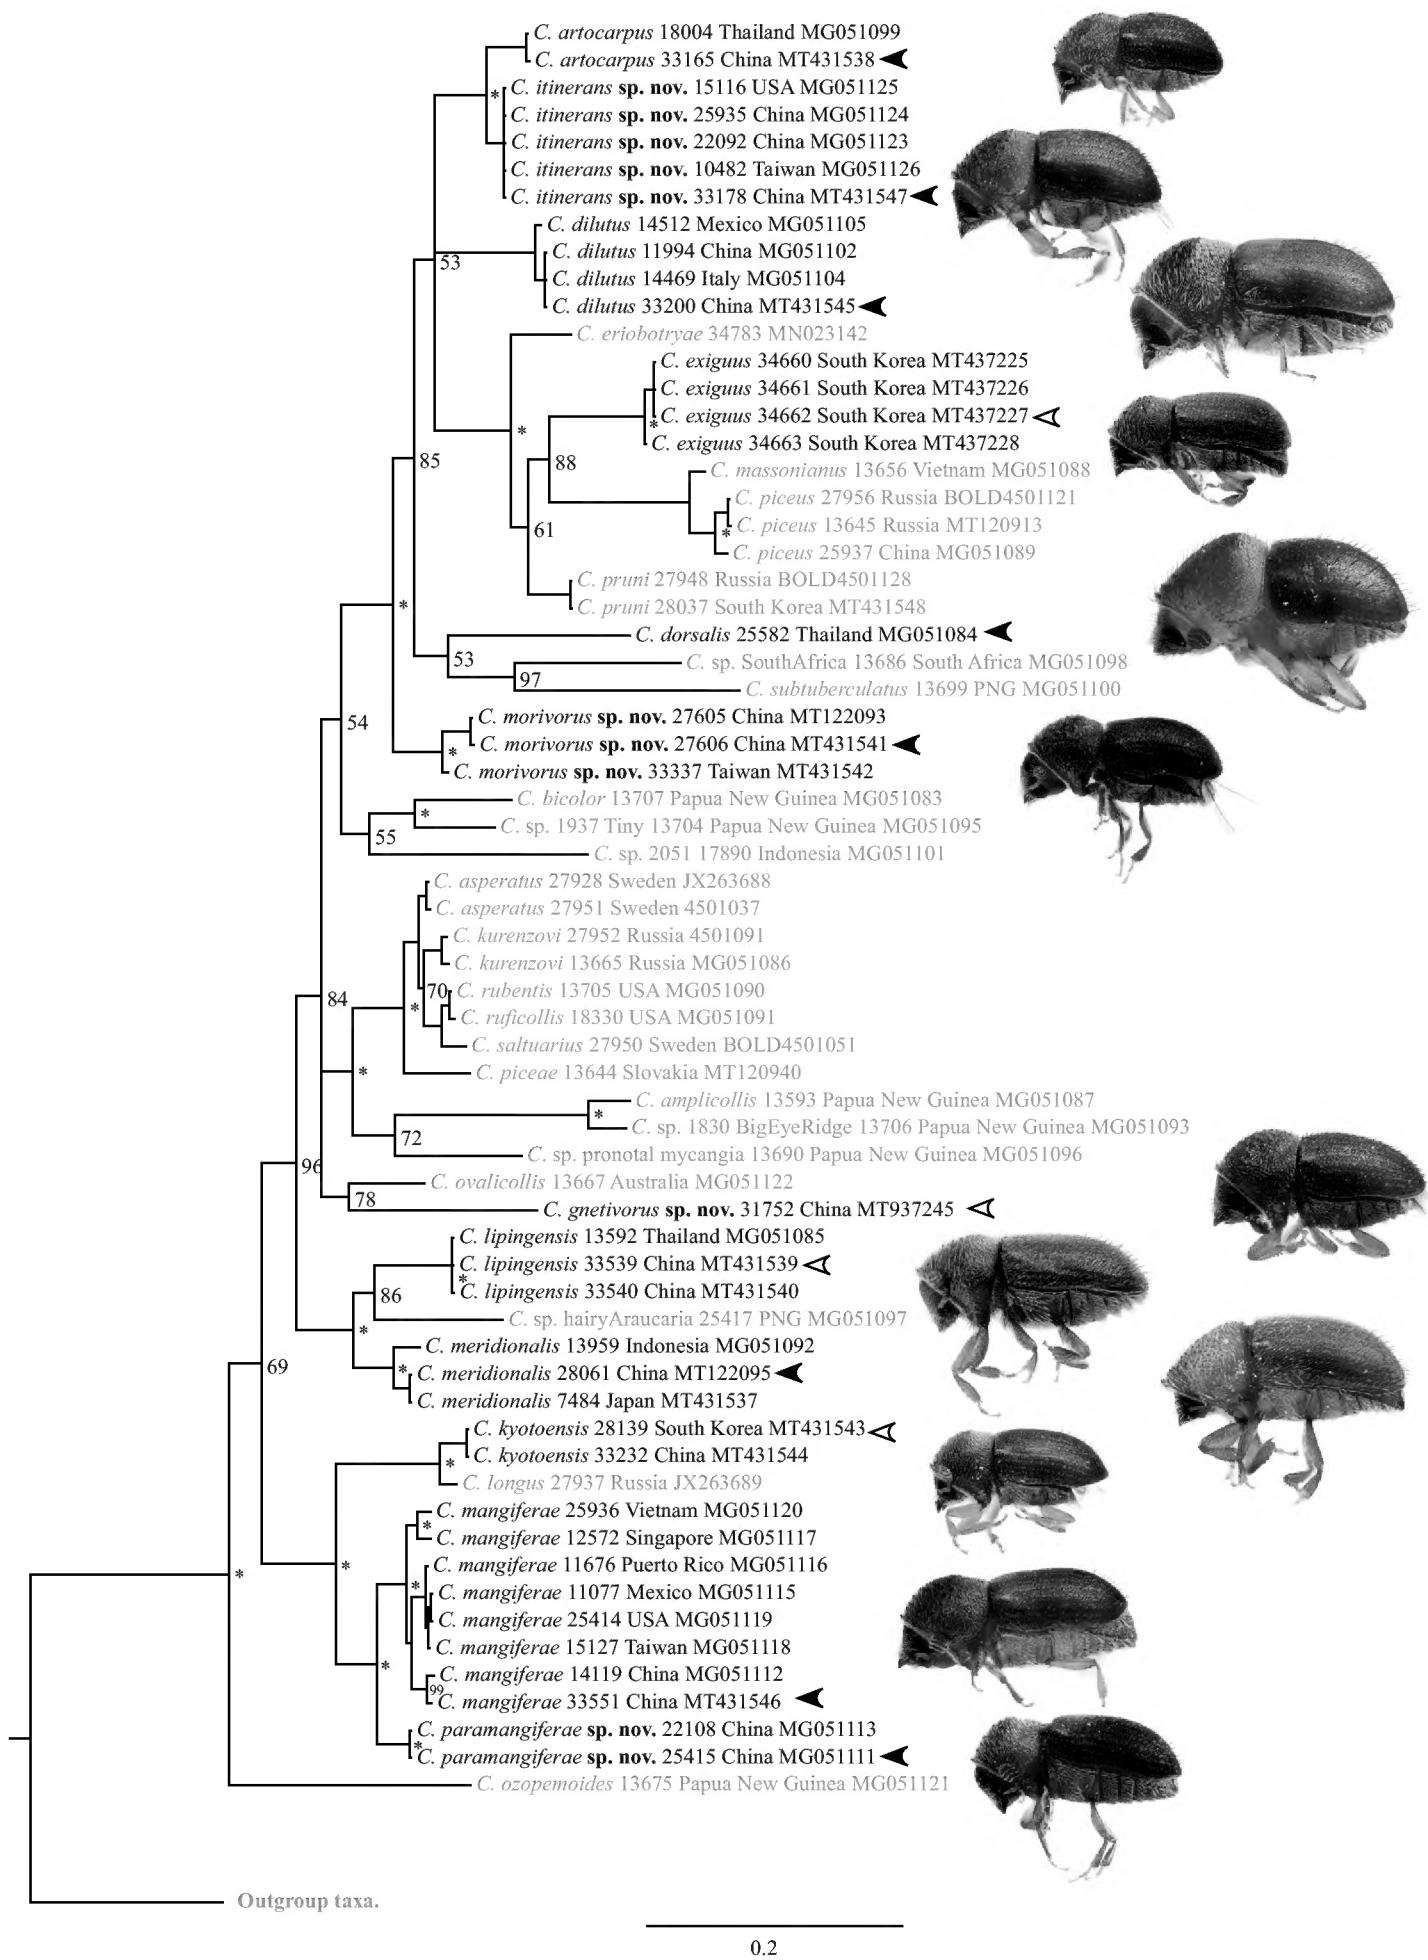 C. artocarpus 18004 Thailand MG051099
C. artocarpus 33165 China MT431538
C. itinerans sp. nov. 15116 USA MG051125
*
C. itinerans sp. nov. 25935 China MG051124
C. itinerans sp. nov. 22092 China MG051123
C. itinerans sp. nov. 10482 Taiwan MG051126
C. itinerans sp. nov. 33178 China MT431547
C. dilutus 14512 Mexico MG051105
C. dilutus 11994 China MG051102
53
C. dilutus 14469 Italy MG051104
C. dilutus 33200 China MT431545
C. eriobotryae 34783 MN023142
C. exiguus 34660 South Korea MT437225
C. exiguus 34661 South Korea MT437226
C. exiguus 34662 South Korea MT437227
*
*
C. exiguus 34663 South Korea MT437228
85
88
C. massonianus 13656 Vietnam MG051088
C. piceus 27956 Russia BOLD4501121
C. piceus 13645 Russia MT120913
61
*
C. piceus 25937 China MG051089
C. pruni 27948 Russia BOLD4501128
*
C. pruni 28037 South Korea MT431548
C. dorsalis 25582 Thailand MG051084
53
C. sp. SouthAfrica 13686 South Africa MG051098
97
C. subtuberculatus 13699 PNG MG051100
C. morivorus sp. nov. 27605 China MT122093
54
C. morivorus sp. nov. 27606 China MT431541
*
C. morivorus sp. nov. 33337 Taiwan MT431542
C. bicolor 13707 Papua New Guinea MG051083
*
C. sp. 1937 Tiny 13704 Papua New Guinea MG051095
55
C. sp. 2051 17890 Indonesia MG051101
C. asperatus 27928 Sweden JX263688
C. asperatus 27951 Sweden 4501037
C. kurenzovi 27952 Russia 4501091
C. kurenzovi 13665 Russia MG051086
70
C. rubentis 13705 USA MG051090
84
*
C. ruficollis 18330 USA MG051091
C. saltuarius 27950 Sweden BOLD4501051
*
C. piceae 13644 Slovakia MT120940
C. amplicollis 13593 Papua New Guinea MG051087
*
C. sp. 1830 BigEyeRidge 13706 Papua New Guinea MG051093
72
C. sp. pronotal mycangia 13690 Papua New Guinea MG051096
96
C. ovalicollis 13667 Australia MG051122
78
C. gnetivorus sp. nov. 31752 China MT937245
C. lipingensis 13592 Thailand MG051085
C. lipingensis 33539 China MT431539
*
C. lipingensis 33540 China MT431540
86
C. sp. hairyAraucaria 25417 PNG MG051097
*
C. meridionalis 13959 Indonesia MG051092
69
*
C. meridionalis 28061 China MT122095
C. meridionalis 7484 Japan MT431537
C. kyotoensis 28139 South Korea MT431543
C. kyotoensis 33232 China MT431544
*
C. longus 27937 Russia JX263689
C. mangiferae 25936 Vietnam MG051120
*
C. mangiferae 12572 Singapore MG051117
*
*
C. mangiferae 11676 Puerto Rico MG051116
*
C. mangiferae 11077 Mexico MG051115
C. mangiferae 25414 USA MG051119
C. mangiferae 15127 Taiwan MG051118
*
C. mangiferae 14119 China MG051112
99
C. mangiferae 33551 China MT431546
C. paramangiferae sp. nov. 22108 China MG051113
*
C. paramangiferae sp. nov. 25415 China MG051111
C. ozopemoides 13675 Papua New Guinea MG051121
Outgroup taxa.
0.2